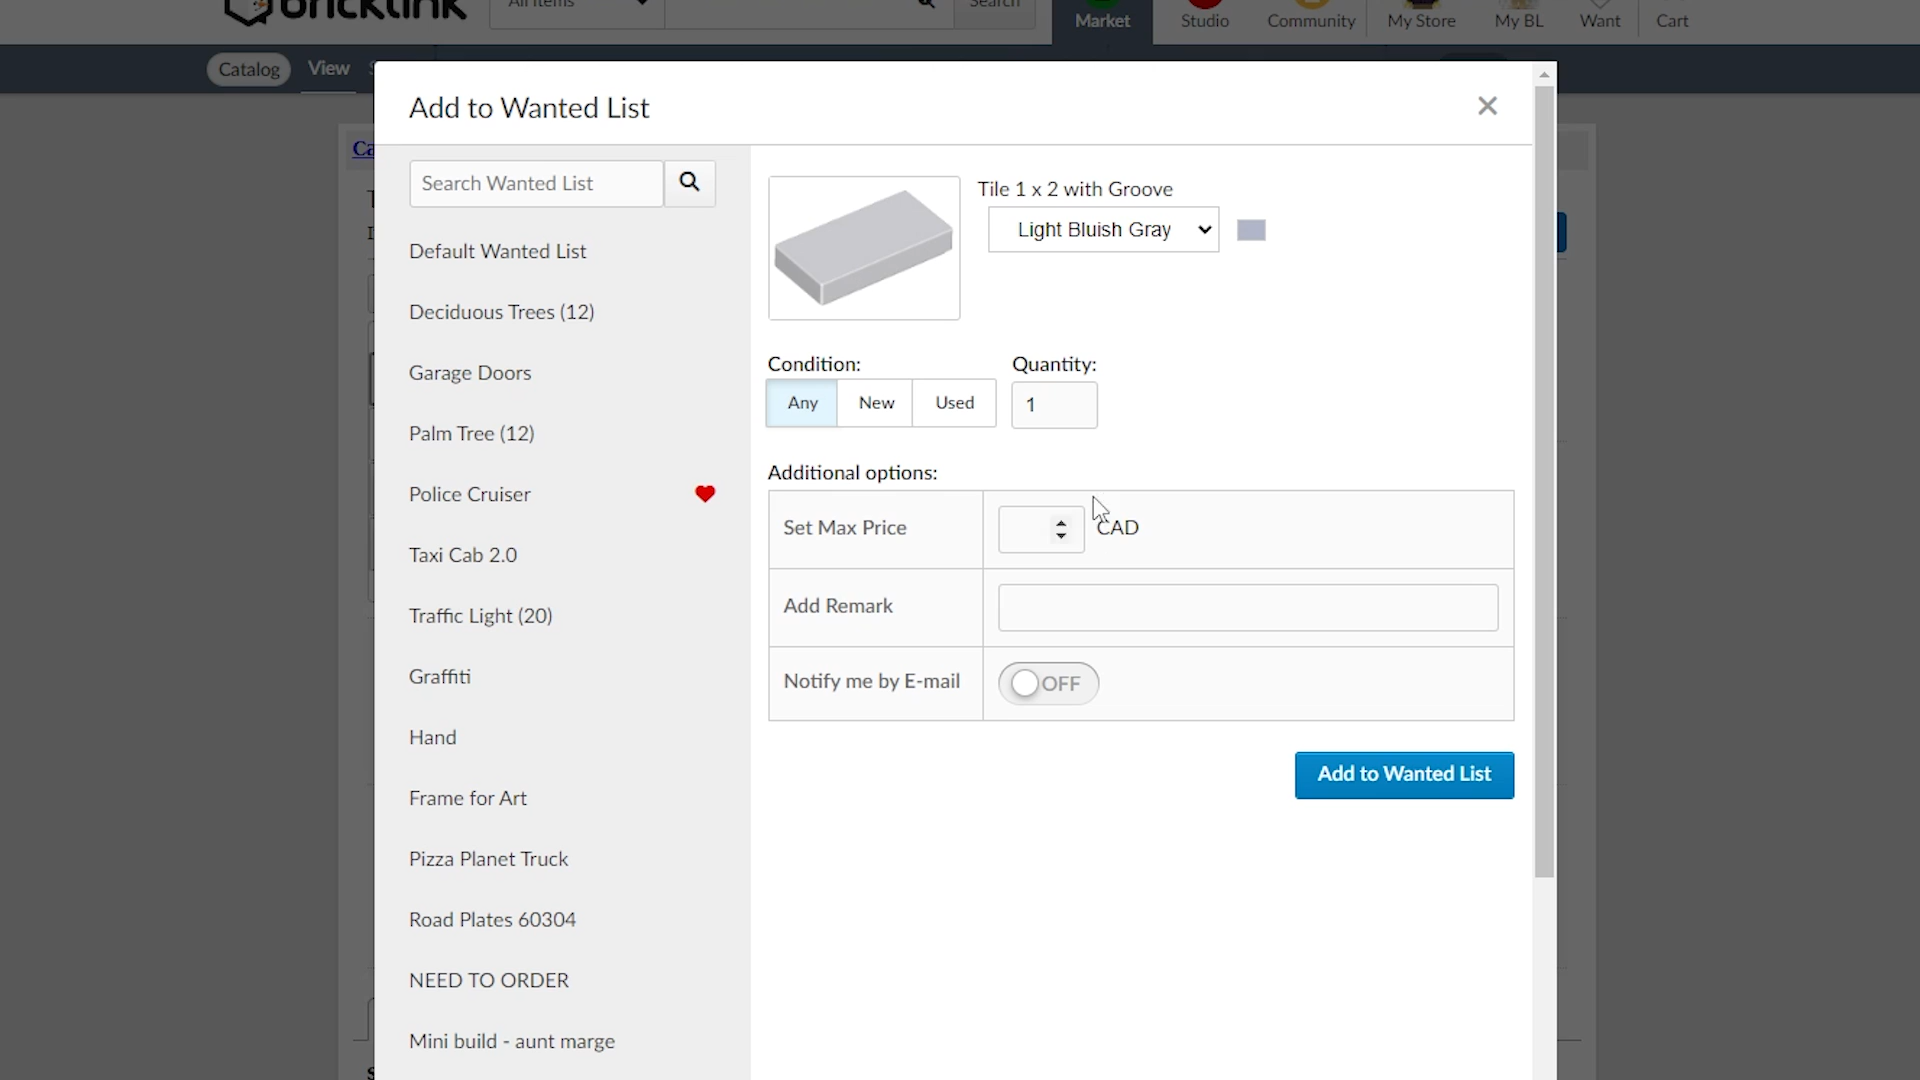 bricklink
All Items
Search
Market
Studio
Community
My Store
My BL
Want
Cart
Catalog
View
Add to Wanted List
Search Wanted List
Default Wanted List
Deciduous Trees (12)
Garage Doors
Palm Tree (12)
Police Cruiser
Taxi Cab 2.0
Traffic Light (20)
Graffiti
Hand
Frame for Art
Pizza Planet Truck
Road Plates 60304
NEED TO ORDER
Mini build - aunt marge
Tile 1 x 2 with Groove
Light Bluish Gray
Condition:
Quantity:
Any
New
Used
1
Additional options:
Set Max Price
CAD
Add Remark
Notify me by E-mail
OFF
Add to Wanted List